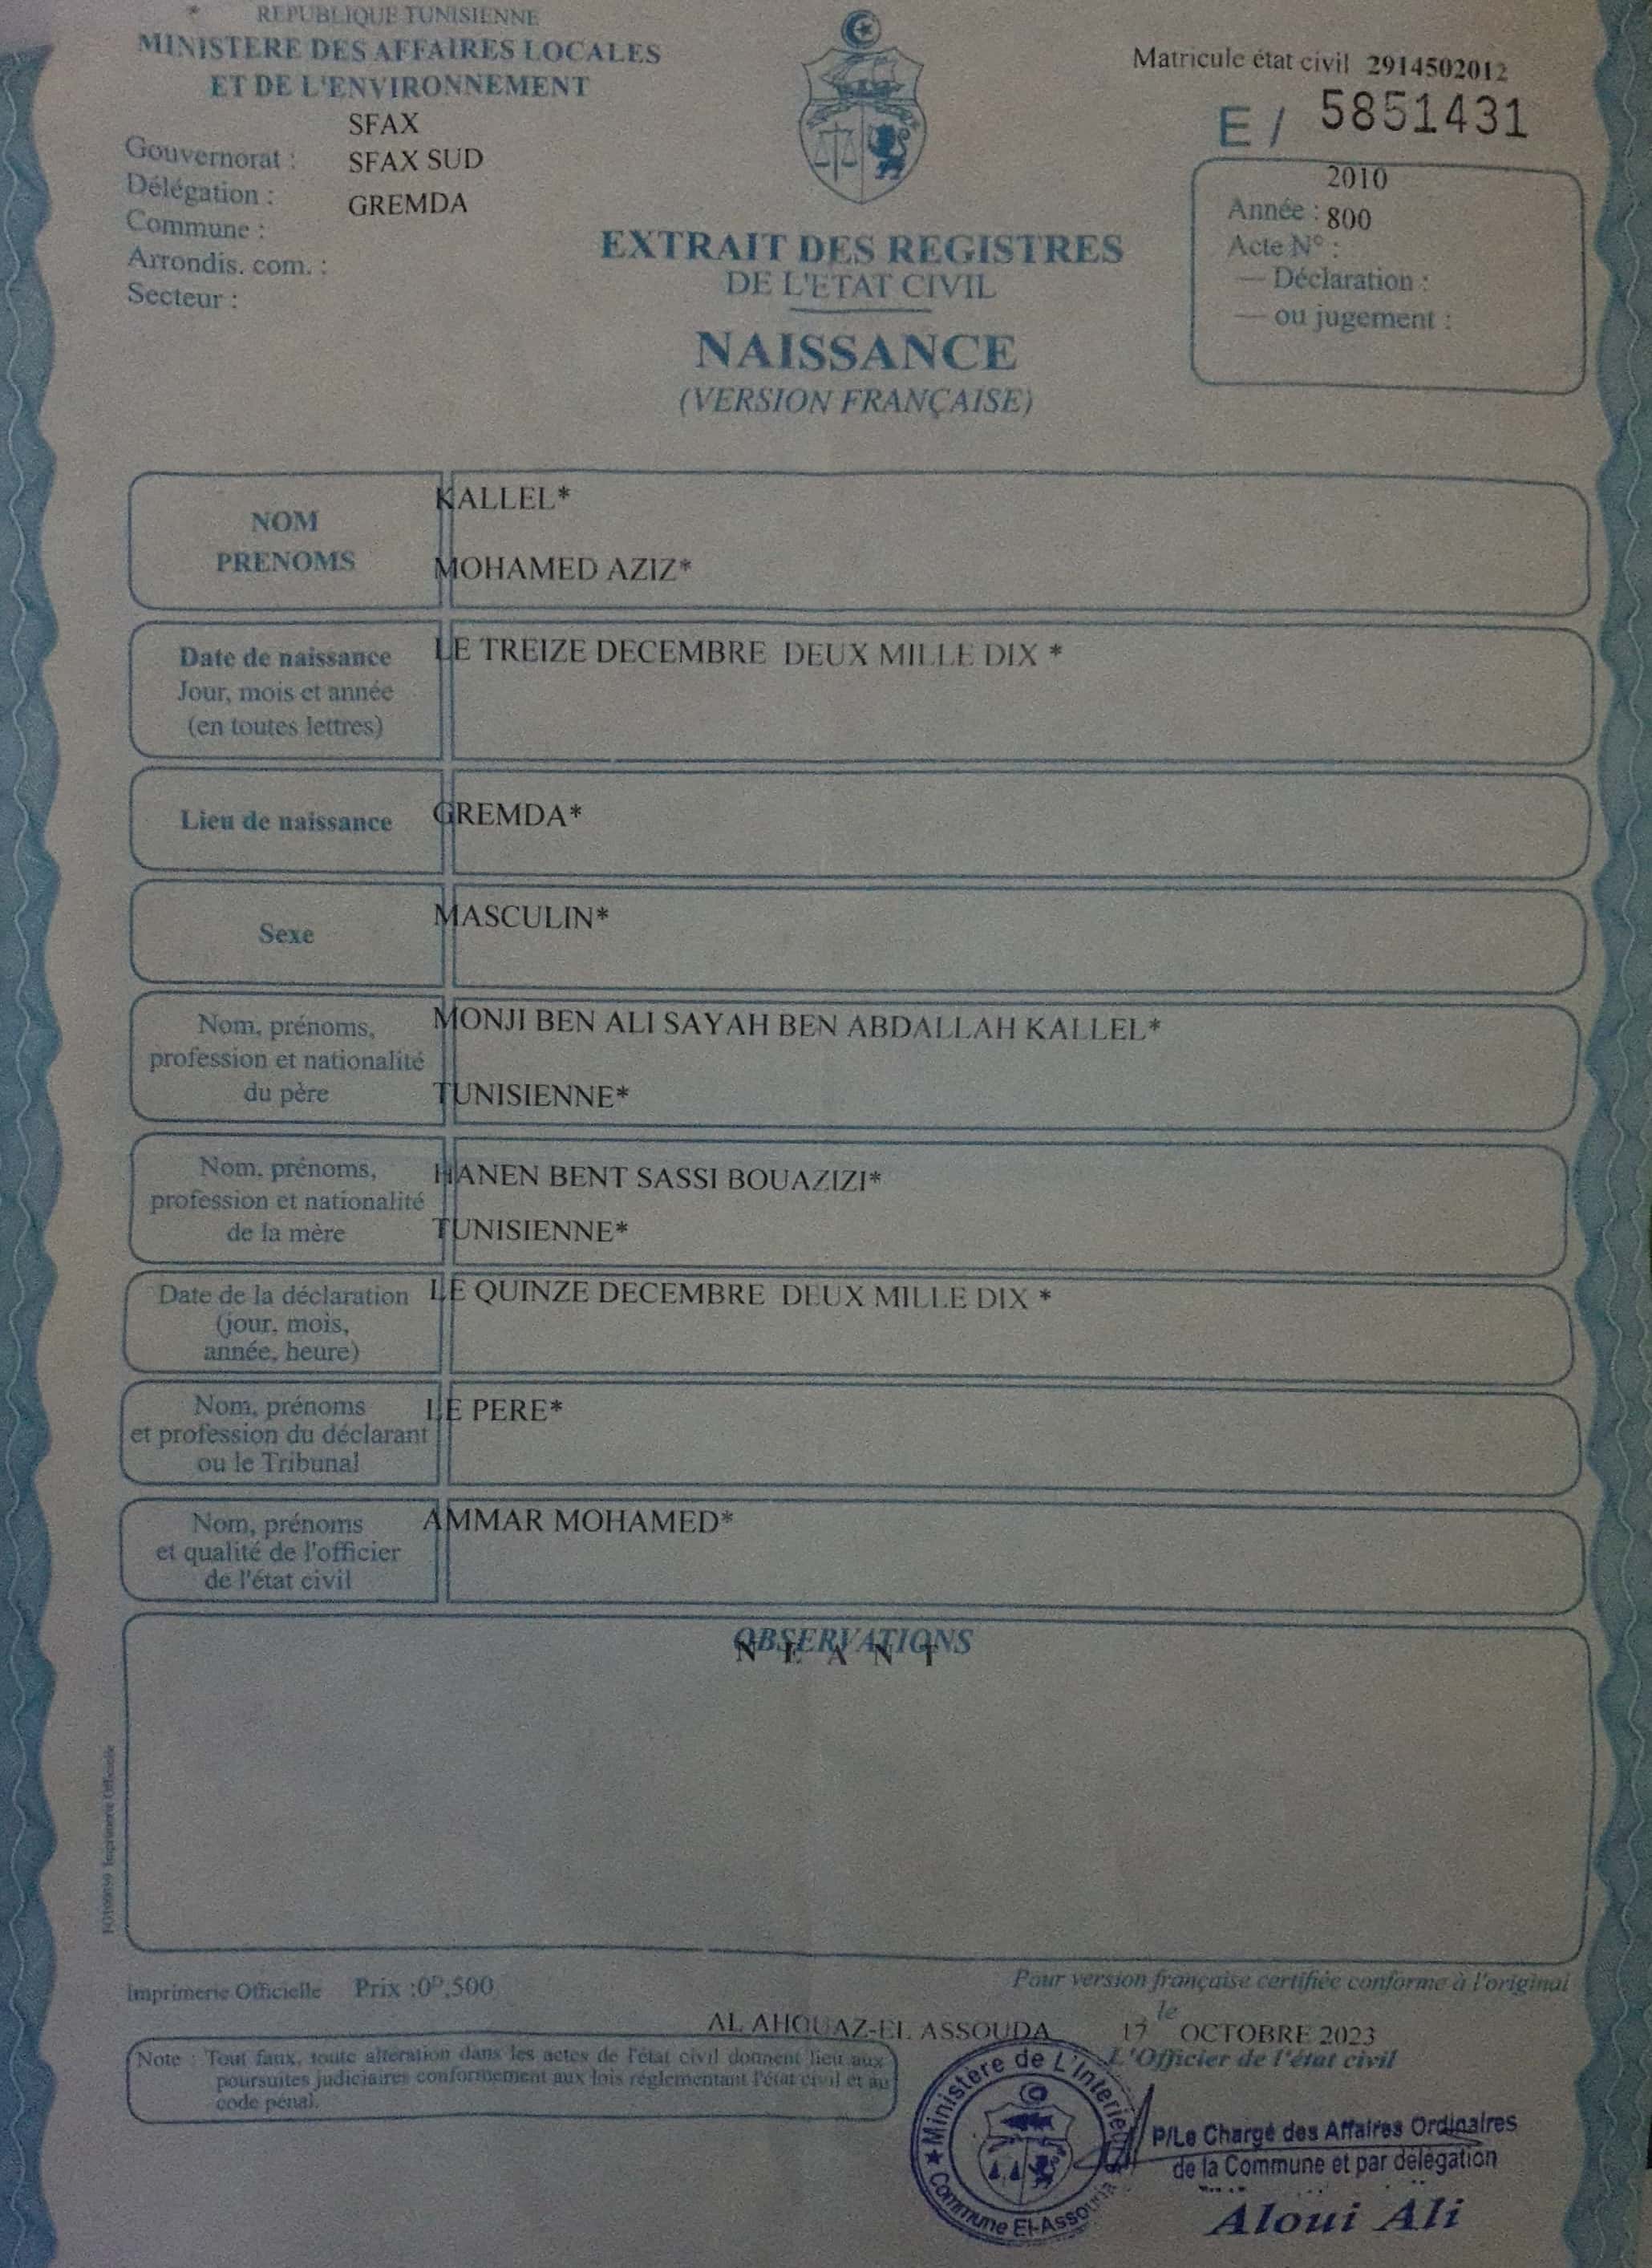 REPUBLIQUE TUNISIENNE
MINISTERE DES AFFAIRES LOCALES
ET DE L'ENVIRONNEMENT
SFAX
Gouvernorat : SFAX SUD
Délégation : GREMDA
Commune :
Arrondis. com. :
Secteur :
Matricule état civil 2914502012
E / 5851431
2010
Année : 800
Acte N° :
— Déclaration :
— ou jugement :
EXTRAIT DES REGISTRES
DE L'ETAT CIVIL
NAISSANCE
(VERSION FRANÇAISE)
NOM
PRENOMS
KALLEL*
MOHAMED AZIZ*
Date de naissance
Jour, mois et année
(en toutes lettres)
LE TREIZE DECEMBRE DEUX MILLE DIX *
Lieu de naissance
GREMDA*
Sexe
MASCULIN*
Nom, prénoms,
profession et nationalité
du père
MONJI BEN ALI SAYAH BEN ABDALLAH KALLEL*
TUNISIENNE*
Nom, prénoms,
profession et nationalité
de la mère
HANEN BENT SASSI BOUAZIZI*
TUNISIENNE*
Date de la déclaration
(jour, mois,
année, heure)
LE QUINZE DECEMBRE DEUX MILLE DIX *
Nom, prénoms
et profession du déclarant
ou le Tribunal
LE PERE*
Nom, prénoms
et qualité de l'officier
de l'état civil
AMMAR MOHAMED*
OBSERVATIONS
N E A N T
Imprimerie Officielle
Imprimerie Officielle Prix :0D,500
Pour version française certifiée conforme à l'original
le
AL AHOUAZ-EL ASSOUDA 17 OCTOBRE 2023
L'Officier de l'état civil
Note : Tout faux, toute altération dans les actes de l'état civil donnent lieu aux
poursuites judiciaires conformement aux lois réglementant l'état civil et au
code pénal.
Ministère de L'Interieur
Commune El-Assouda
P/Le Chargé des Affaires Ordinaires
de la Commune et par délégation
Aloui Ali